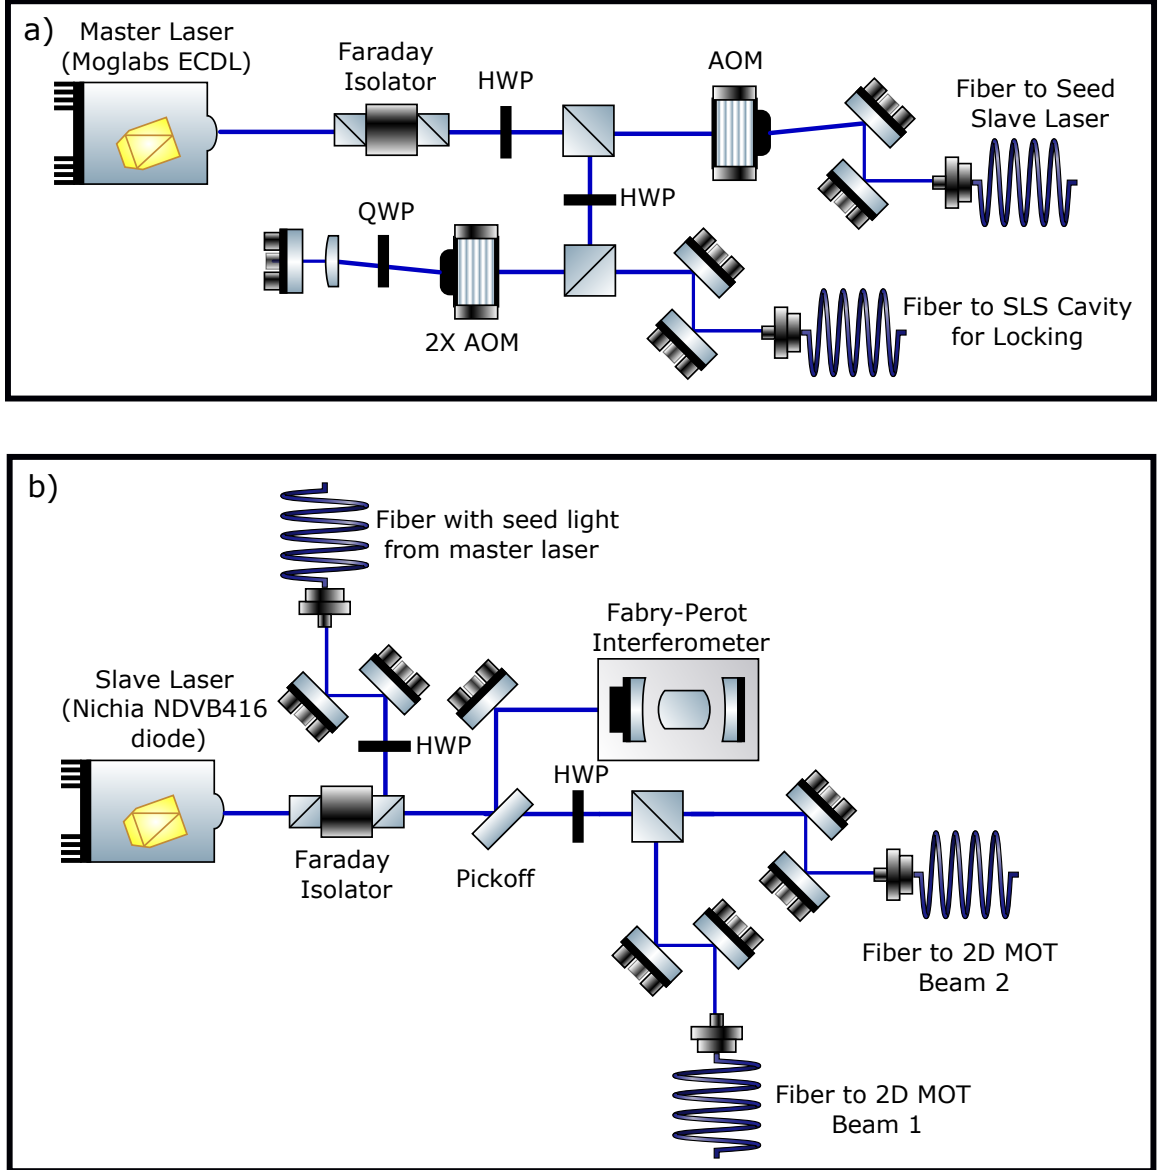 a)
Master Laser
(Moglabs ECDL)
Faraday
Isolator
HWP
AOM
Fiber to Seed
Slave Laser
HWP
QWP
2X AOM
Fiber to SLS Cavity
for Locking
b)
Fiber with seed light
from master laser
Fabry-Perot
Interferometer
Slave Laser
(Nichia NDVB416
diode)
HWP
HWP
Faraday
Isolator
Pickoff
Fiber to 2D MOT
Beam 2
Fiber to 2D MOT
Beam 1